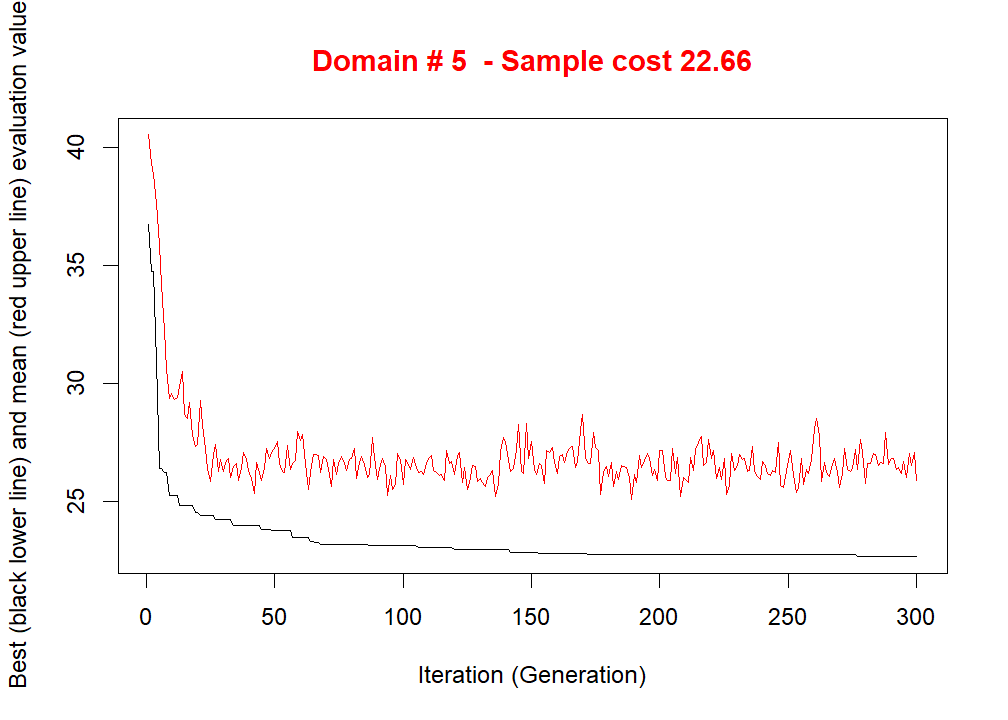 Domain # 5  - Sample cost 22.66
Best (black lower line) and mean (red upper line) evaluation value
40
35
30
25
0 50 100 150 200 250 300
Iteration (Generation)